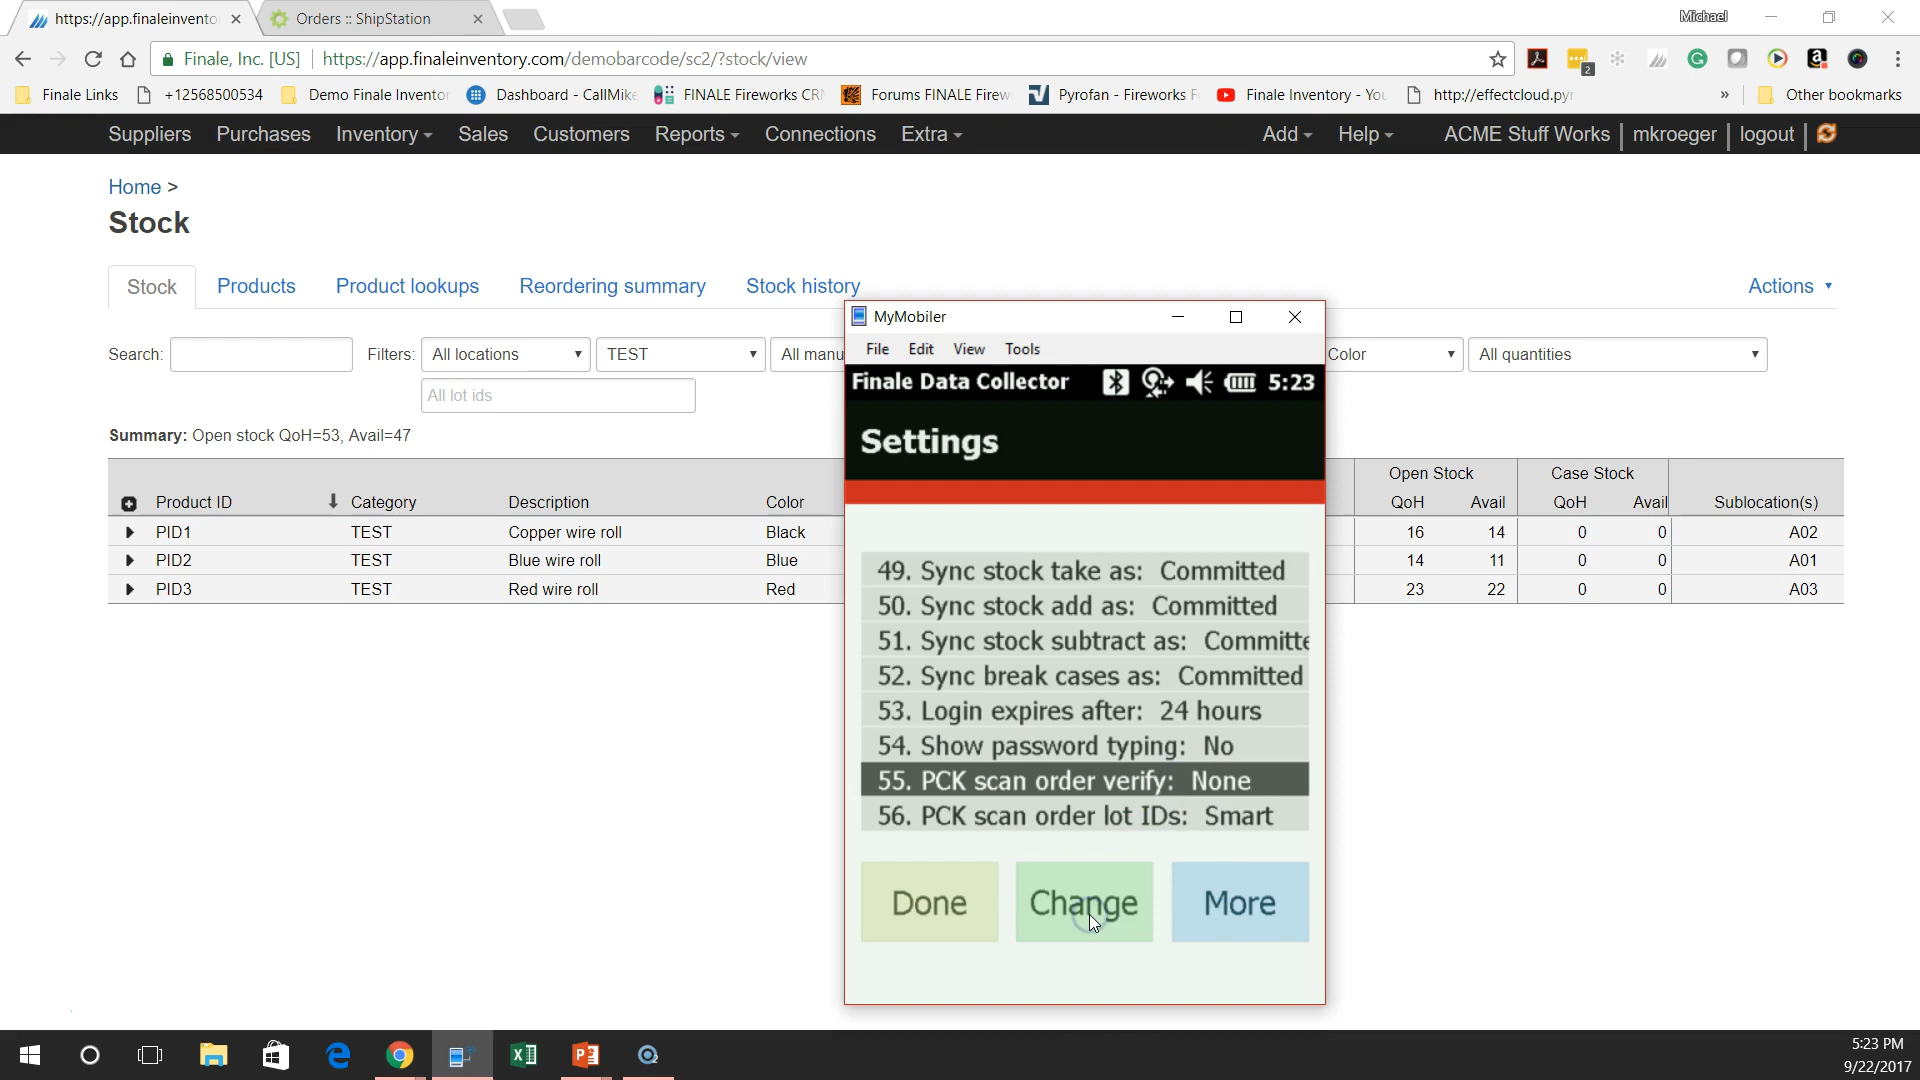 https://app.finaleinvento
Orders :: ShipStation
Michael
Finale, Inc. [US] https://app.finaleinventory.com/demobarcode/sc2/?stock/view
2
Finale Links +12568500534 Demo Finale Inventor Dashboard - CallMike FINALE Fireworks CR Forums FINALE Firew Pyrofan - Fireworks F Finale Inventory - You http://effectcloud.py » Other bookmarks
Suppliers Purchases Inventory Sales Customers Reports Connections Extra Add Help ACME Stuff Works mkroeger logout
Home >
Stock
Stock Products Product lookups Reordering summary Stock history Actions
Search: Filters: All locations TEST All manu Color All quantities
All lot ids
Summary: Open stock QoH=53, Avail=47
Open Stock Case Stock
Product ID Category Description Color QoH Avail QoH Avail Sublocation(s)
PID1 TEST Copper wire roll Black 16 14 0 0 A02
PID2 TEST Blue wire roll Blue 14 11 0 0 A01
PID3 TEST Red wire roll Red 23 22 0 0 A03
MyMobiler
File Edit View Tools
Finale Data Collector 5:23
Settings
49. Sync stock take as: Committed
50. Sync stock add as: Committed
51. Sync stock subtract as: Committe
52. Sync break cases as: Committed
53. Login expires after: 24 hours
54. Show password typing: No
55. PCK scan order verify: None
56. PCK scan order lot IDs: Smart
Done Change More
5:23 PM
9/22/2017